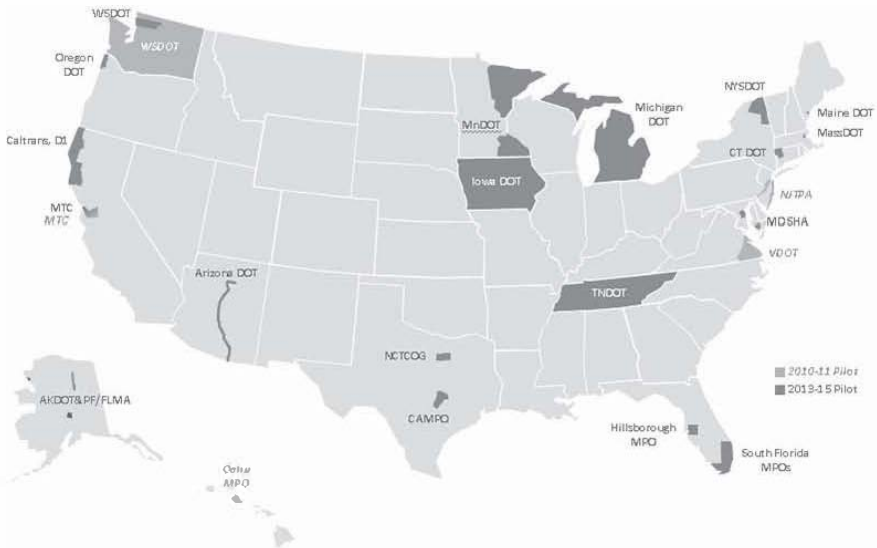 WSDOT
WSDOT
Oregon
DOT
Caltrans, D1
MTC
MTC
Arizona DOT
AKDOT&PF/FLMA
Oahu
MPO
NCTCOG
CAMPO
MnDOT
Iowa DOT
Michigan
DOT
TNDOT
NYSDOT
Maine DOT
MassDOT
CT DOT
NJTPA
MDSHA
VDOT
2010-11 Pilot
2013-15 Pilot
Hillsborough
MPO
South Florida
MPOs